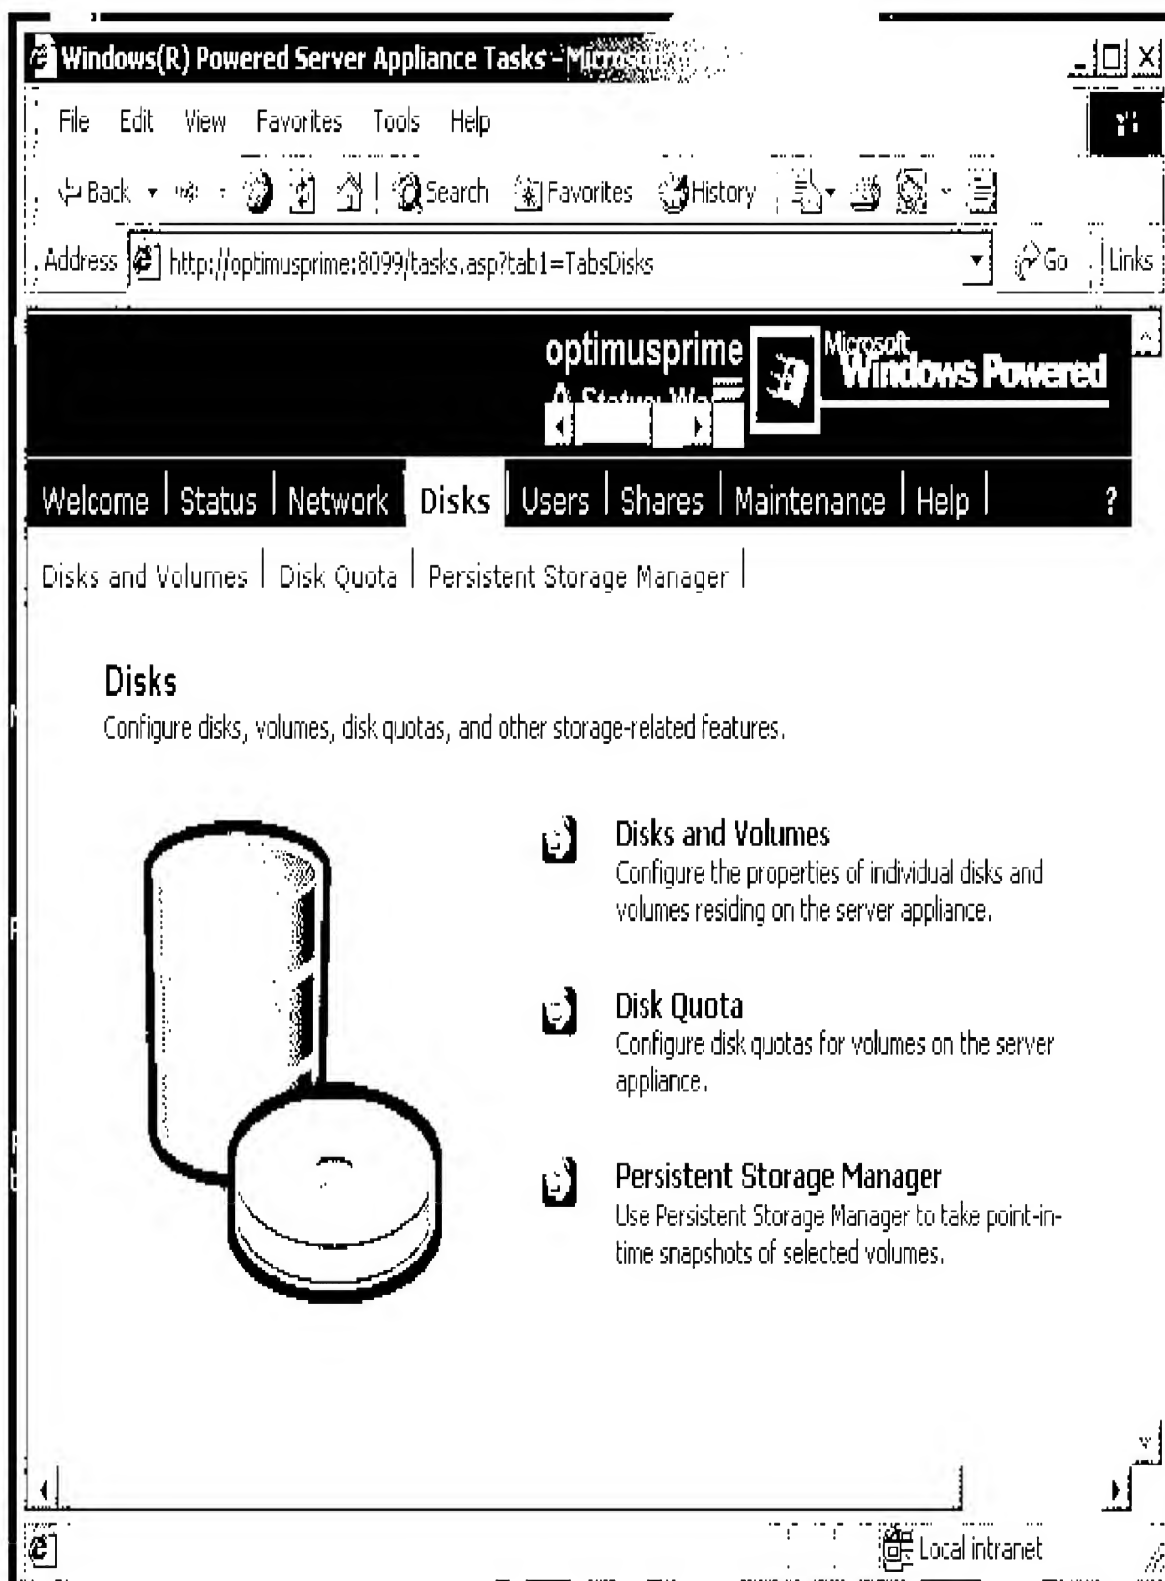 Windows(R) Powered Server Appliance Tasks - Microsoft
File Edit View Favorites Tools Help
Back Search Favorites History
Address http://optimusprime:8099/tasks.asp?tab1=TabsDisks Go Links
optimusprime
Microsoft
Windows Powered
Status:
Welcome | Status | Network | Disks | Users | Shares | Maintenance | Help | ?
Disks and Volumes | Disk Quota | Persistent Storage Manager |
Disks
Configure disks, volumes, disk quotas, and other storage-related features.
Disks and Volumes
Configure the properties of individual disks and
volumes residing on the server appliance.
Disk Quota
Configure disk quotas for volumes on the server
appliance.
Persistent Storage Manager
Use Persistent Storage Manager to take point-in-
time snapshots of selected volumes.
Local intranet